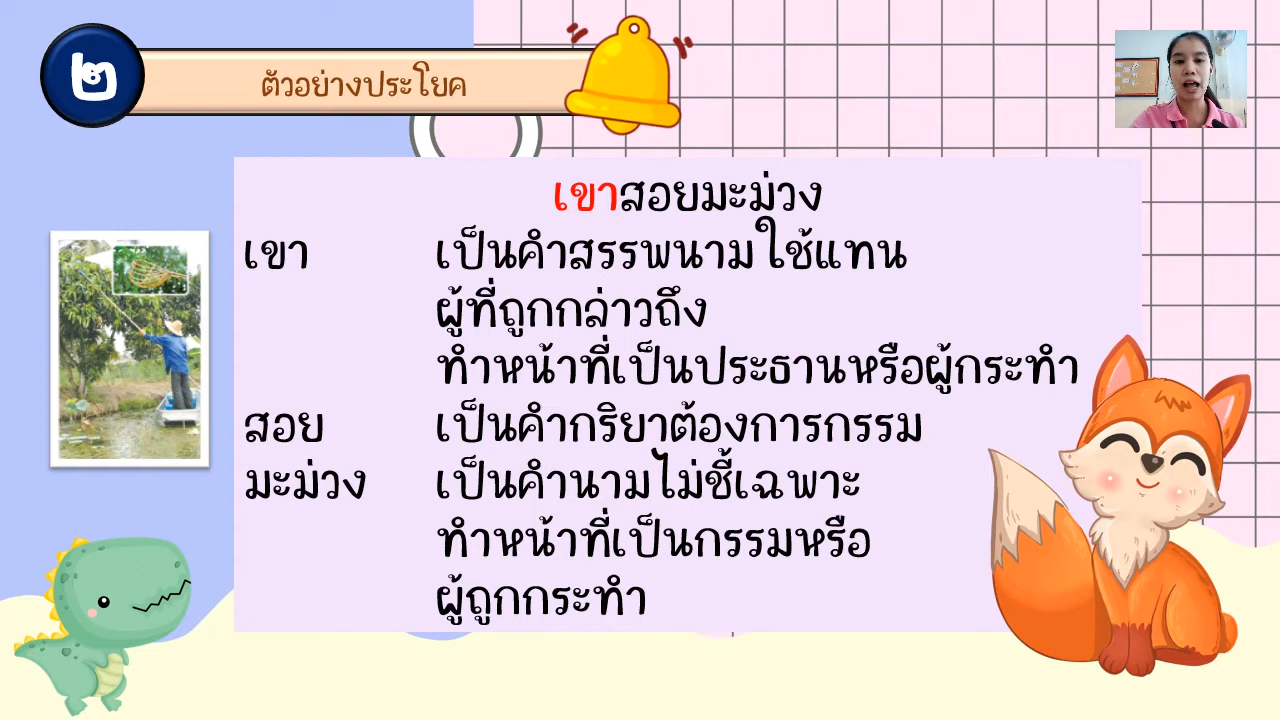 ๒
ตัวอย่างประโยค
เขาสอยมะม่วง
เขา เป็นคำสรรพนาม ใช้แทน
ผู้ที่ถูกกล่าวถึง
ทำหน้าที่เป็นประธานหรือผู้กระทำ
สอย เป็นคำกริยาต้องการกรรม
มะม่วง เป็นคำนามไม่ชี้เฉพาะ
ทำหน้าที่เป็นกรรมหรือ
ผู้ถูกกระทำ